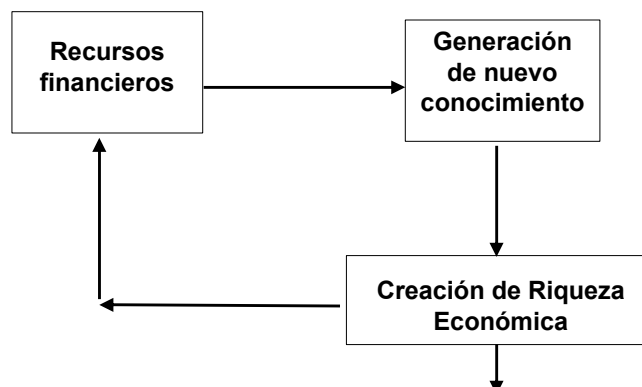 Recursos
financieros
Generación
de nuevo
conocimiento
Creación de Riqueza
Económica